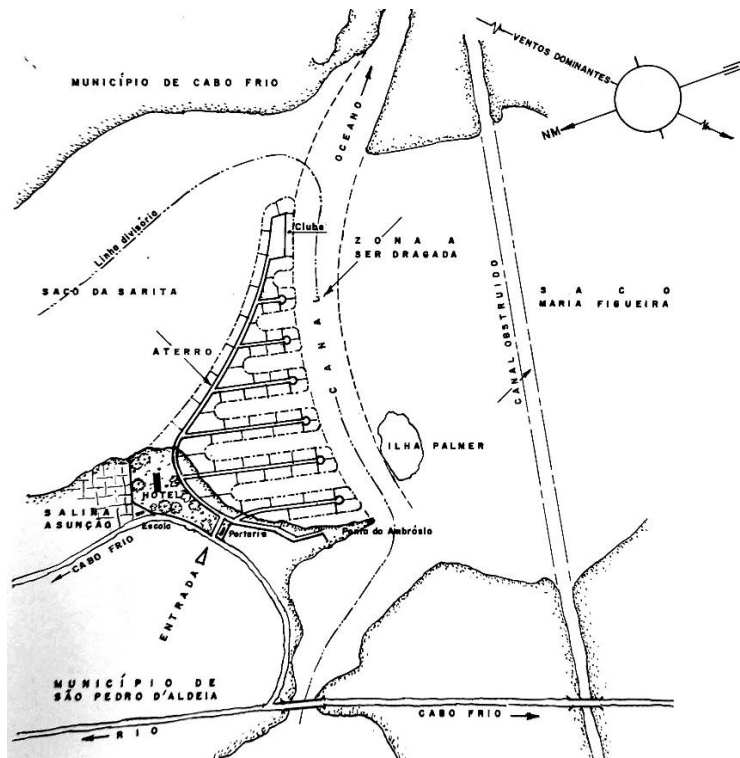 VENTOS DOMINANTES
MUNICÍPIO DE CABO FRIO
OCEANO
NM
N
Linha divisória
Clube
ZONA A
SER DRAGADA
SACO DA SARITA
SACO
MARIA FIGUEIRA
CANAL
CANAL OBSTRUIDO
ATERRO
ILHA PALMER
HOTEL
SALINA
ASUNÇÃO
Escola
Portaria
Ponta do Ambrósio
CABO FRIO
ENTRADA
MUNICÍPIO DE
SÃO PEDRO D'ALDEIA
CABO FRIO
RIO